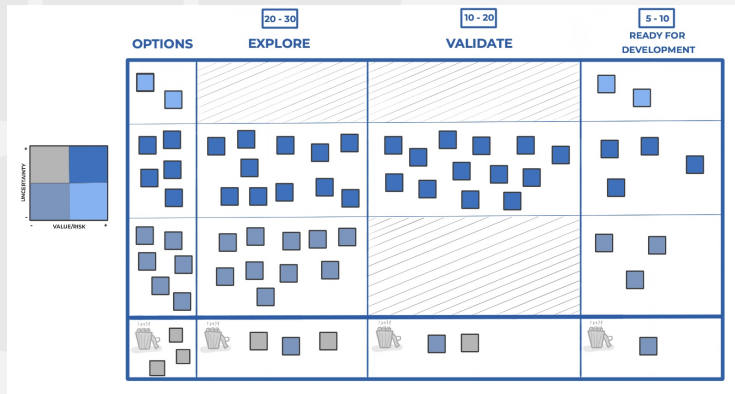 20 - 30
10 - 20
5 - 10
OPTIONS
EXPLORE
VALIDATE
READY FOR
DEVELOPMENT
+
UNCERTAINTY
-
-
VALUE/RISK
+